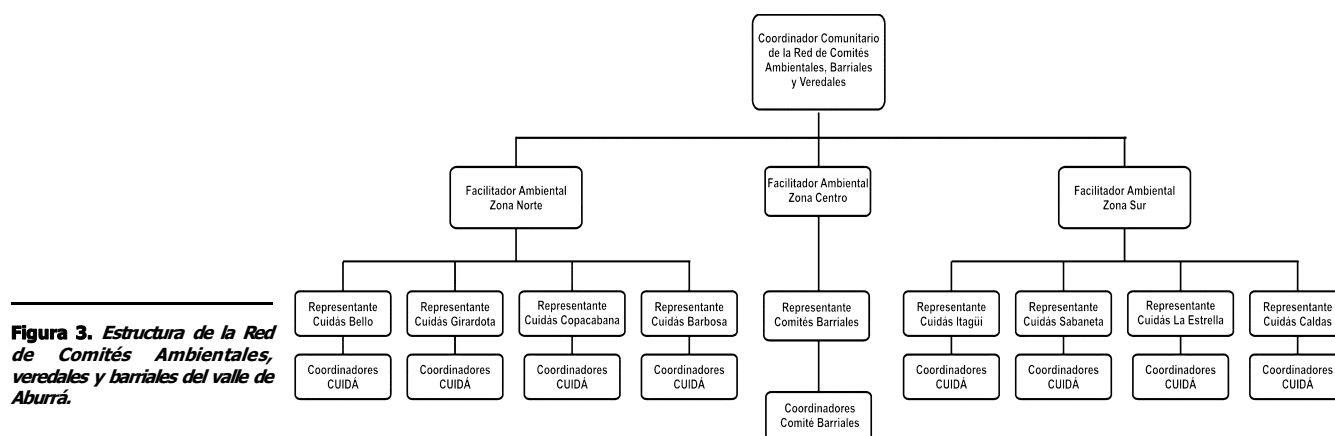 Coordinador Comunitario
de la Red de Comités
Ambientales, Barriales
y Veredales
Facilitador Ambiental
Zona Norte
Facilitador Ambiental
Zona Centro
Facilitador Ambiental
Zona Sur
Representante
Cuidás Bello
Representante
Cuidás Girardota
Representante
Cuidás Copacabana
Representante
Cuidás Barbosa
Representante
Comités Barriales
Representante
Cuidás Itagüí
Representante
Cuidás Sabaneta
Representante
Cuidás La Estrella
Representante
Cuidás Caldas
Coordinadores
CUIDÁ
Coordinadores
CUIDÁ
Coordinadores
CUIDÁ
Coordinadores
CUIDÁ
Coordinadores
Comité Barriales
Coordinadores
CUIDÁ
Coordinadores
CUIDÁ
Coordinadores
CUIDÁ
Coordinadores
CUIDÁ
Figura 3. Estructura de la Red
de Comités Ambientales,
veredales y barriales del valle de
Aburrá.